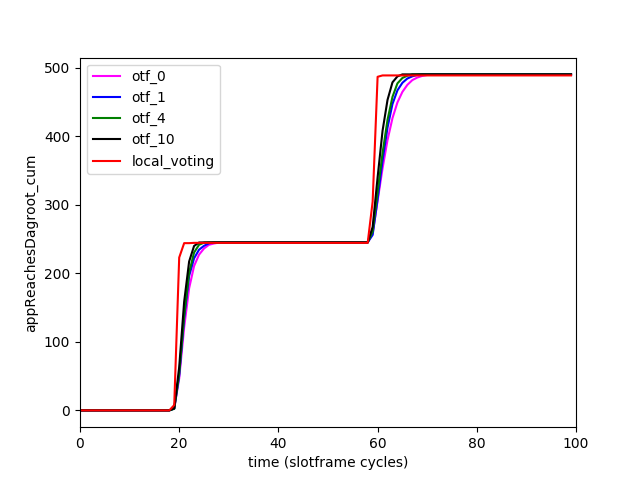 500
400
300
200
100
0
appReachesDagroot_cum
otf_0
otf_1
otf_4
otf_10
local_voting
0 20 40 60 80 100
time (slotframe cycles)